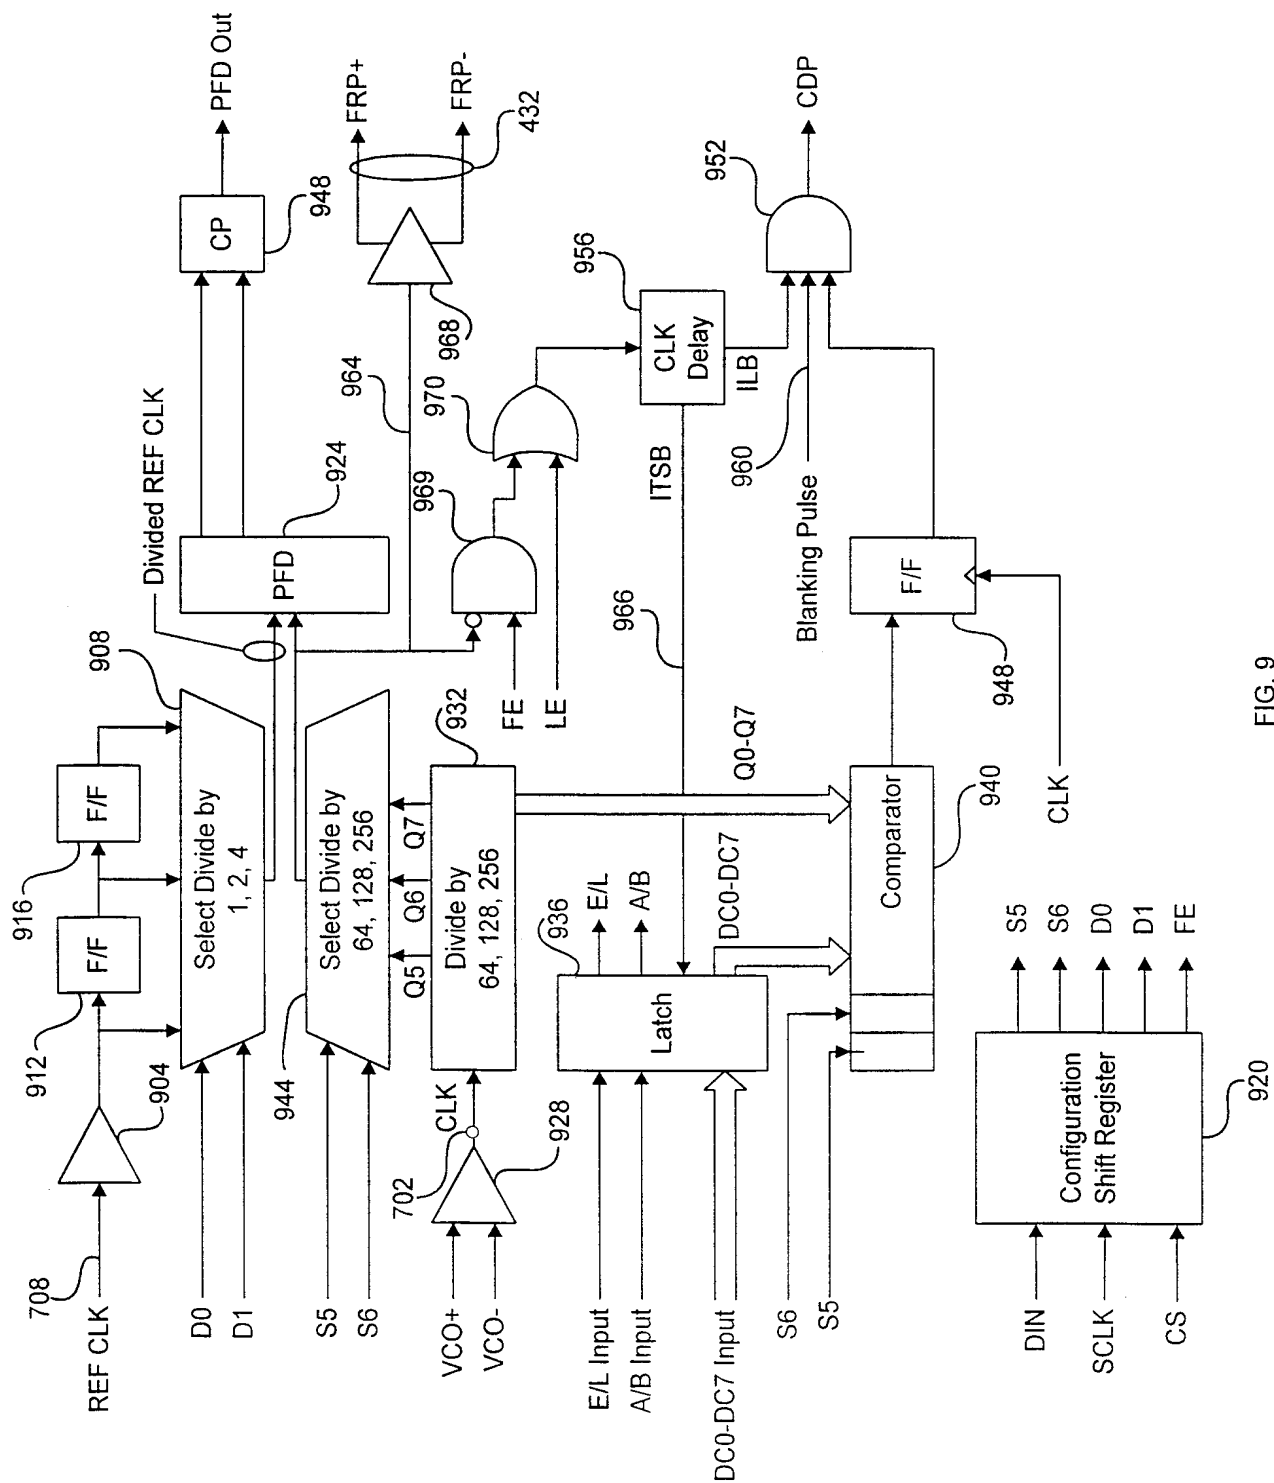 REF CLK
708
904
912
F/F
916
F/F
D0
D1
Select Divide by
1, 2, 4
908
Divided REF CLK
924
PFD
CP
948
PFD Out
S5
S6
944
Select Divide by
64, 128, 256
964
968
FRP+
FRP-
432
Q5
Q6
Q7
VCO+
VCO-
702
928
CLK
Divide by
64, 128, 256
932
FE
LE
969
970
E/L Input
A/B Input
DC0-DC7 Input
Latch
936
E/L
A/B
DC0-DC7
Q0-Q7
966
ITSB
CLK
Delay
956
ILB
Blanking Pulse
960
952
CDP
S6
S5
Comparator
940
F/F
948
CLK
DIN
SCLK
CS
Configuration
Shift Register
920
S5
S6
D0
D1
FE
FIG. 9